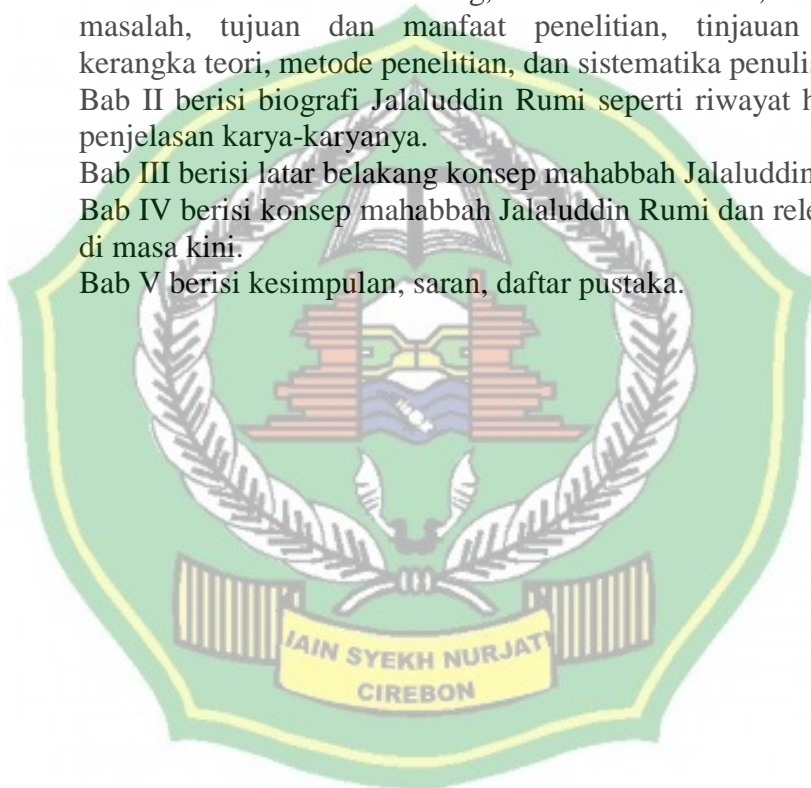 masalah, tujuan dan manfaat penelitian, tinjauan
kerangka teori, metode penelitian, dan sistematika
Bab II berisi biografi Jalaluddin Rumi seperti riwayat
penjelasan karya-karyanya.
Bab III berisi latar belakang konsep mahabbah Jalaluddin
Bab IV berisi konsep mahabbah Jalaluddin Rumi dan
di masa kini.
Bab V berisi kesimpulan, saran, daftar pustaka.
IAIN SYEKH NURJATI
CIREBON